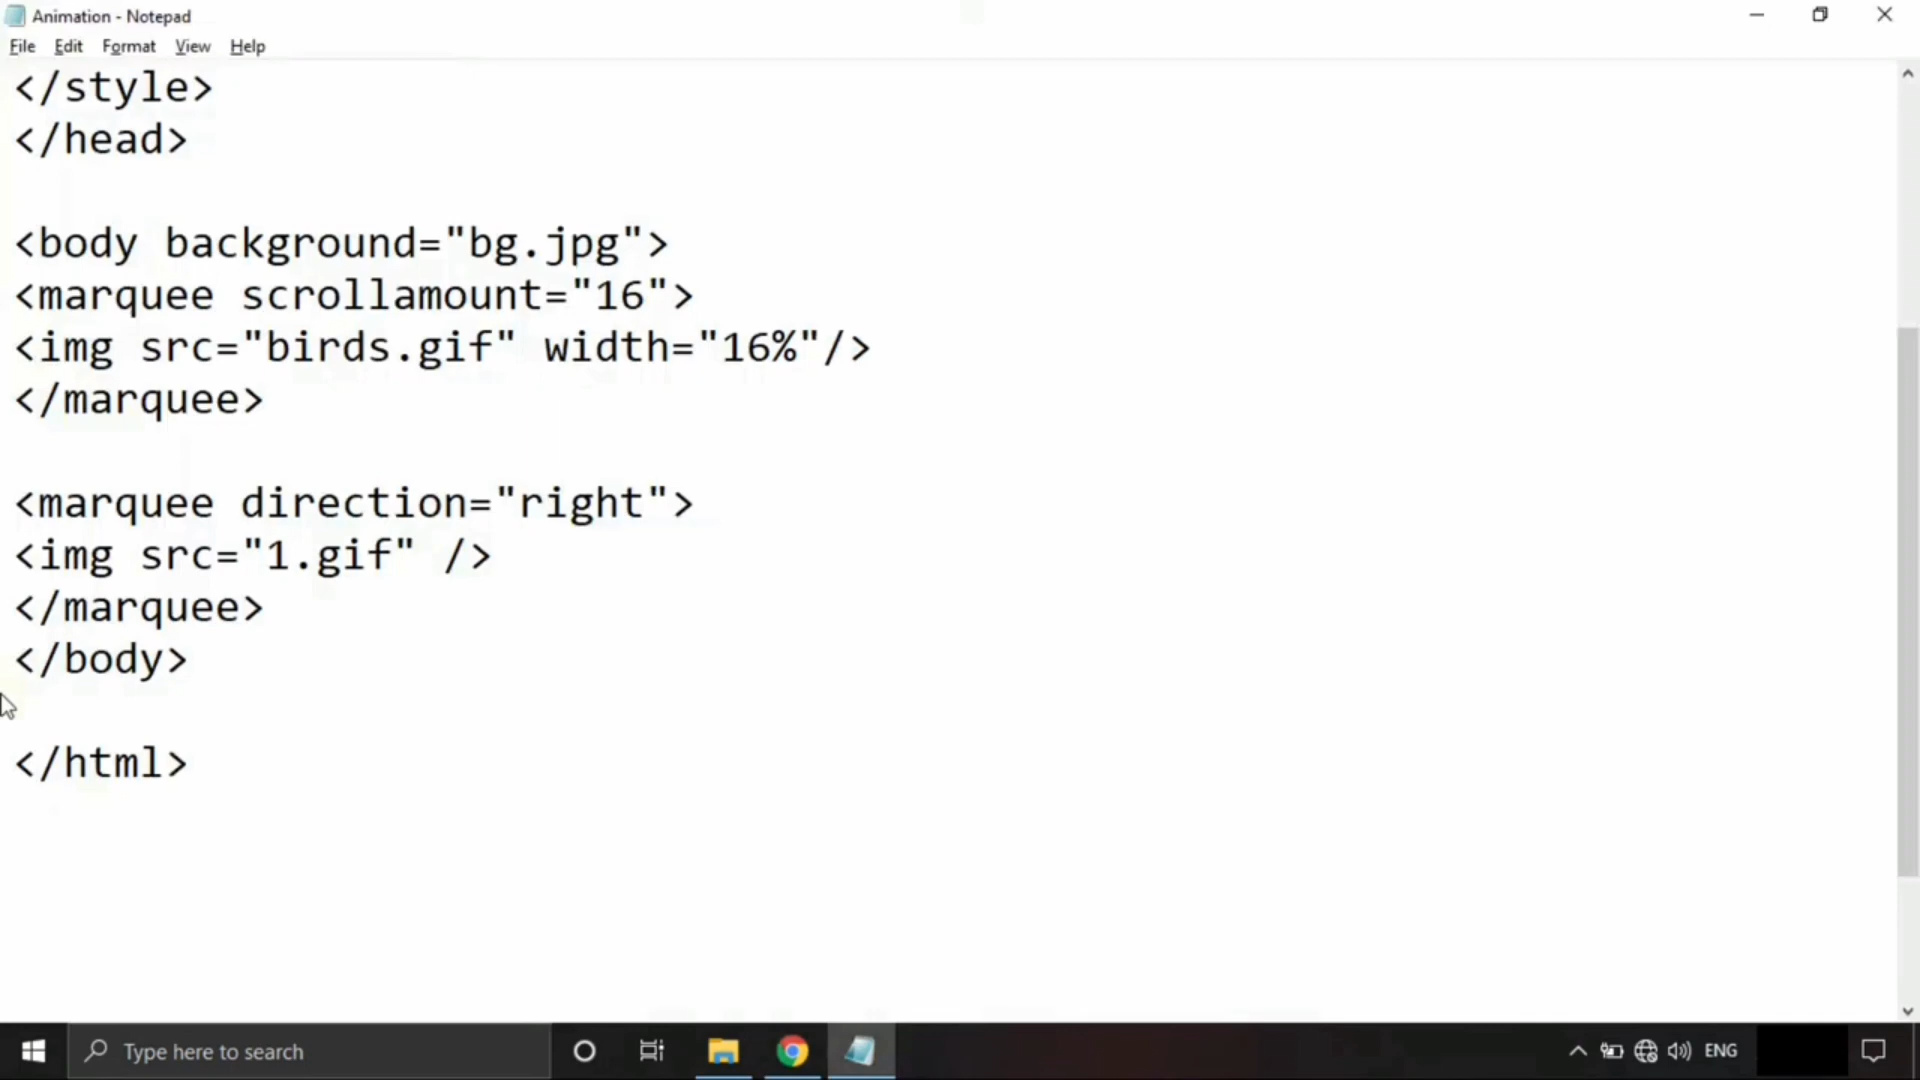 Animation - Notepad
File Edit Format View Help
</style>
</head>
<body background="bg.jpg">
<marquee scrollamount="16">
<img src="birds.gif" width="16%"/>
</marquee>
<marquee direction="right">
<img src="1.gif" />
</marquee>
</body>
</html>
Type here to search
ENG